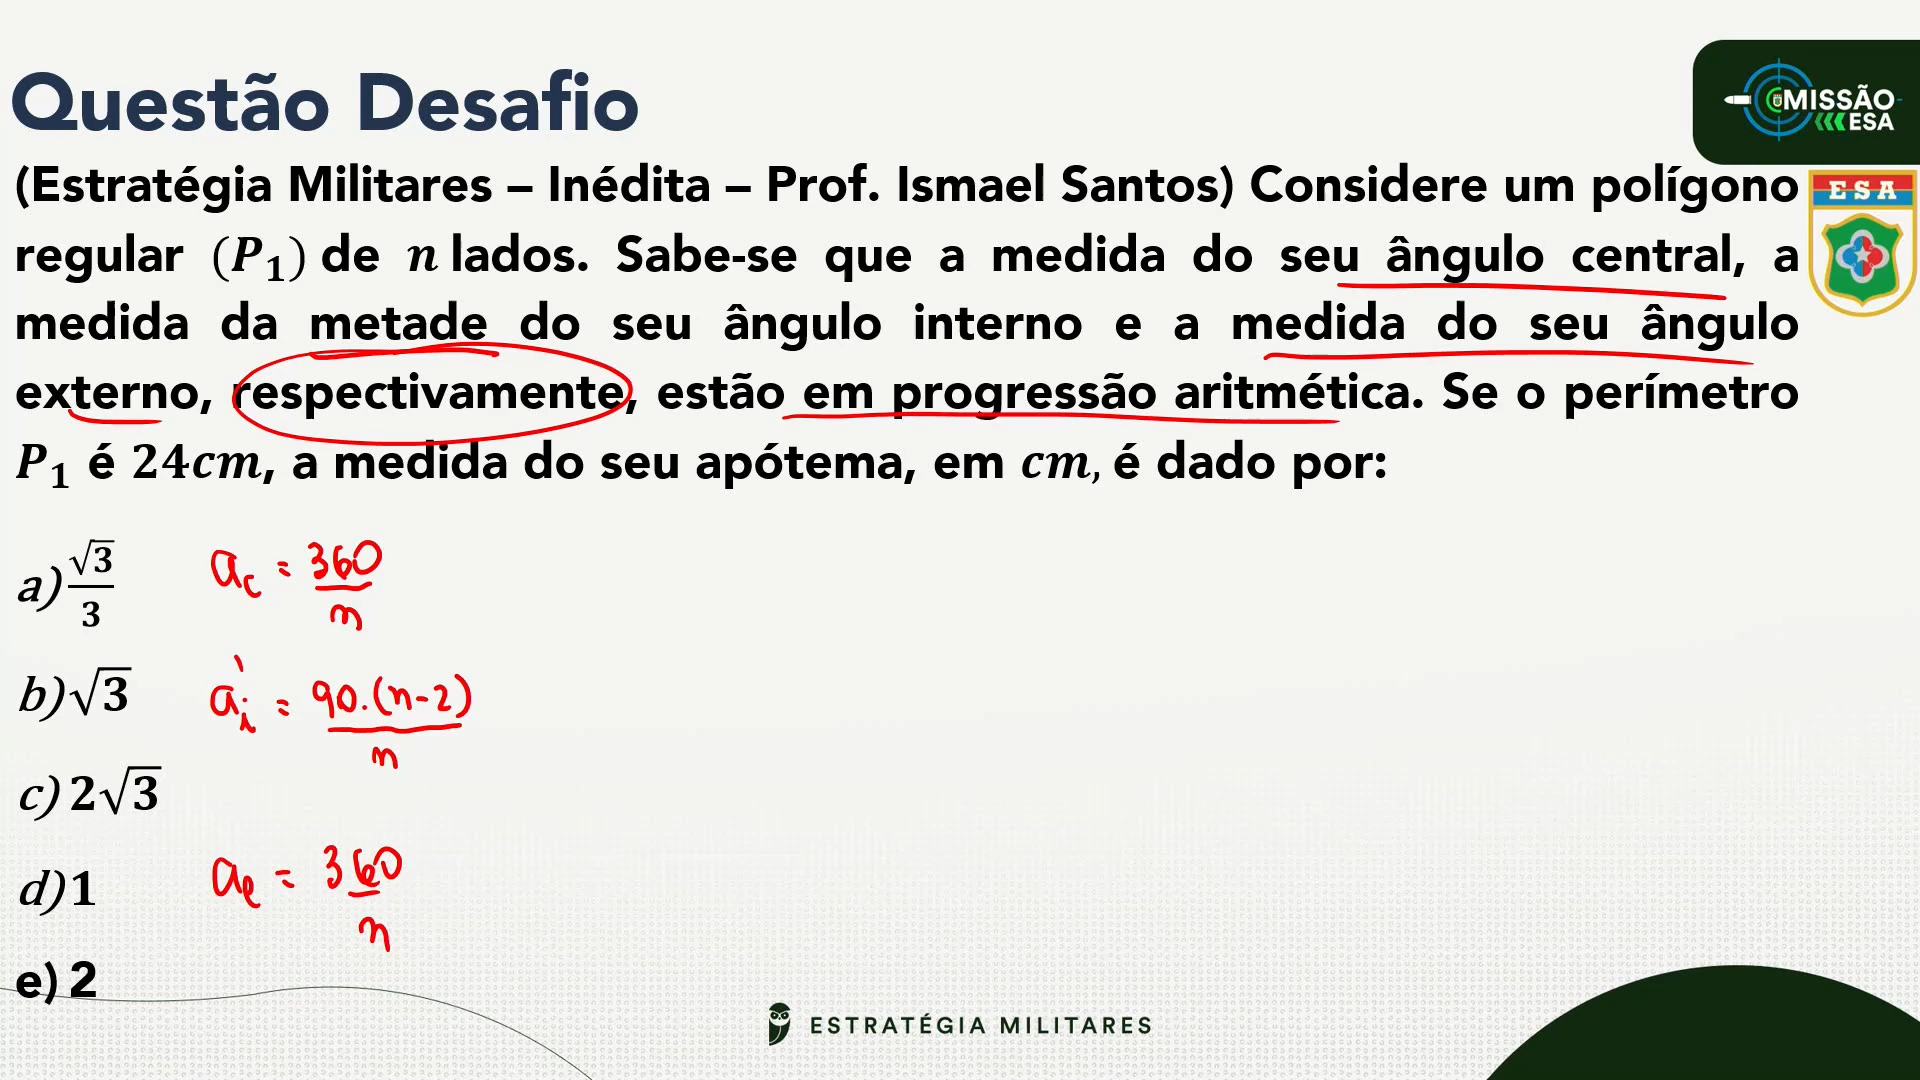 Questão Desafio
MISSÃO
ESA
(Estratégia Militares – Inédita – Prof. Ismael Santos) Considere um polígono
ESA
regular (P₁) de n lados. Sabe-se que a medida do seu ângulo central, a
medida da metade do seu ângulo interno e a medida do seu ângulo
externo, respectivamente, estão em progressão aritmética. Se o perímetro
P₁ é 24cm, a medida do seu apótema, em cm, é dado por:
a) √3/3
a_c = 360/n
b) √3
a_i' = 90.(n-2)/n
c) 2√3
d) 1
a_e = 360/n
e) 2
ESTRATÉGIA MILITARES